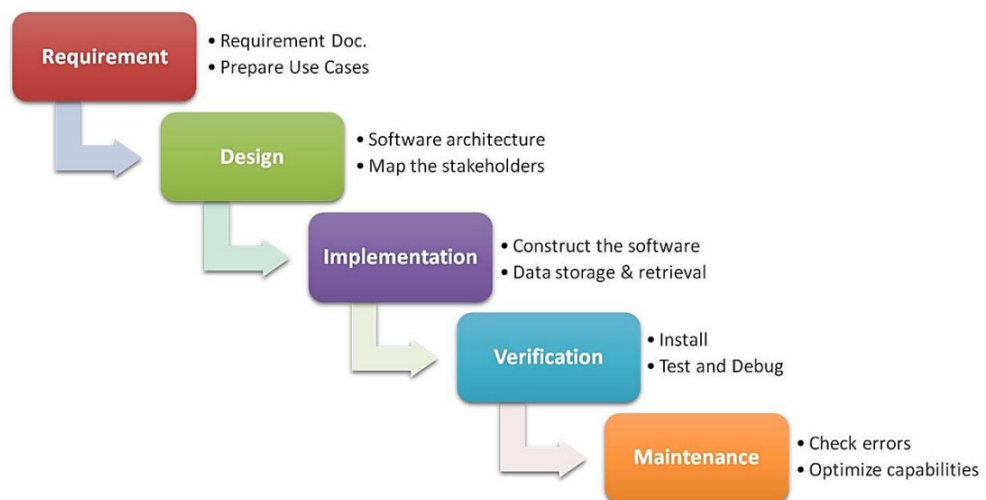 Requirement
• Requirement Doc.
• Prepare Use Cases
Design
• Software architecture
• Map the stakeholders
Implementation
• Construct the software
• Data storage & retrieval
Verification
• Install
• Test and Debug
Maintenance
• Check errors
• Optimize capabilities